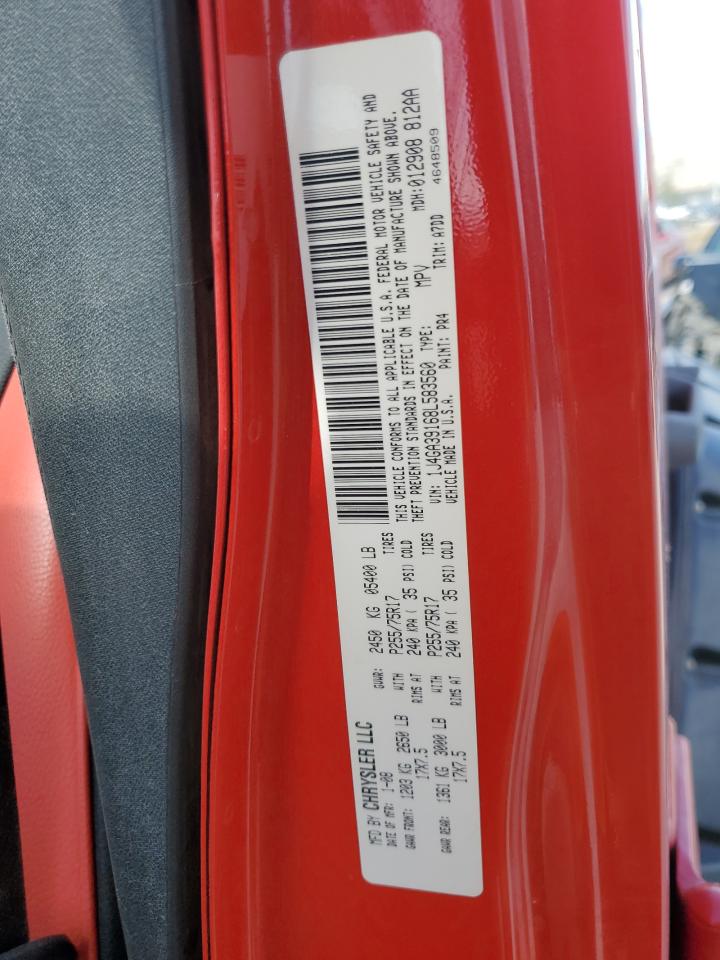 MFD BY CHRYSLER LLC
DATE OF MFR: 1-08 GVWR: 2450 KG 05400 LB
GAWR FRONT: 1203 KG 2650 LB WITH P255/75R17 TIRES
17X7.5 RIMS AT 240 KPA ( 35 PSI) COLD
GAWR REAR: 1361 KG 3000 LB WITH P255/75R17 TIRES
17X7.5 RIMS AT 240 KPA ( 35 PSI) COLD
THIS VEHICLE CONFORMS TO ALL APPLICABLE U.S.A. FEDERAL MOTOR VEHICLE SAFETY AND
THEFT PREVENTION STANDARDS IN EFFECT ON THE DATE OF MANUFACTURE SHOWN ABOVE.
VIN: 1J4GA39168L583560 TYPE: MPV MDH:012908 812AA
VEHICLE MADE IN U.S.A. PAINT: PR4 TRIM: A7DD 4648509